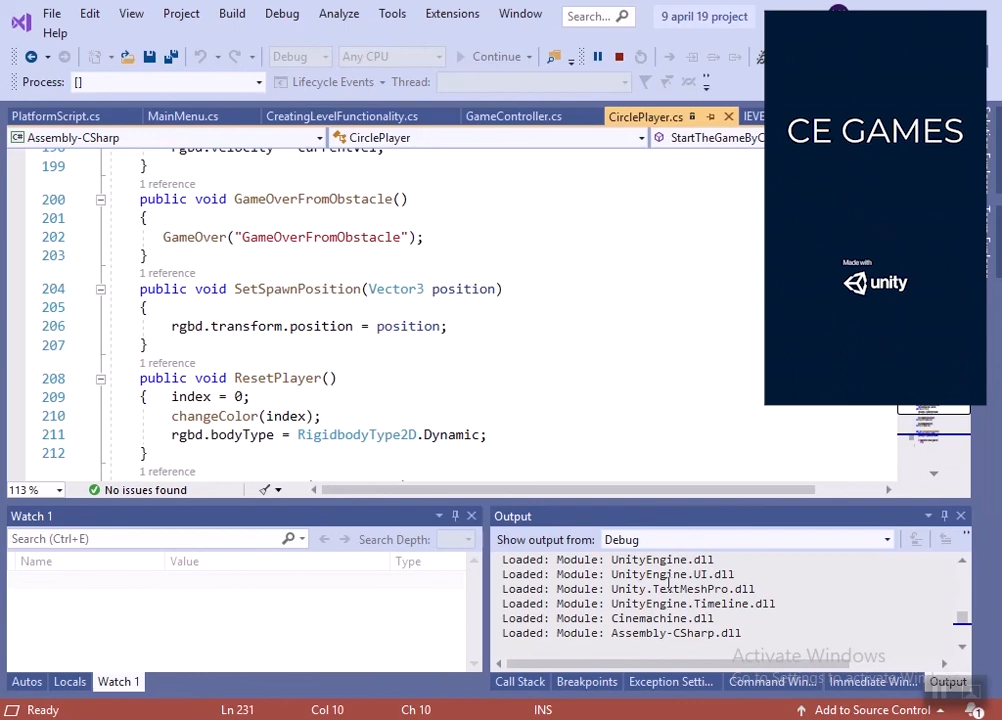 File Edit View Project Build Debug Analyze Tools Extensions Window Search... 9 april 19 project
Help
Debug Any CPU Continue
Process: [] Lifecycle Events Thread:
PlatformScript.cs MainMenu.cs CreatingLevelFunctionality.cs GameController.cs CirclePlayer.cs
Assembly-CSharp CirclePlayer StartTheGameByC
199 }
1 reference
200 public void GameOverFromObstacle()
201 {
202 GameOver("GameOverFromObstacle");
203 }
1 reference
204 public void SetSpawnPosition(Vector3 position)
205 {
206 rgbd.transform.position = position;
207 }
1 reference
208 public void ResetPlayer()
209 { index = 0;
210 changeColor(index);
211 rgbd.bodyType = RigidbodyType2D.Dynamic;
212 }
1 reference
CE GAMES
Made with
unity
113 % No issues found
Watch 1
Search (Ctrl+E) Search Depth:
Name Value Type
Autos Locals Watch 1
Output
Show output from: Debug
Loaded: Module: UnityEngine.dll
Loaded: Module: UnityEngine.UI.dll
Loaded: Module: Unity.TextMeshPro.dll
Loaded: Module: UnityEngine.Timeline.dll
Loaded: Module: Cinemachine.dll
Loaded: Module: Assembly-CSharp.dll
Activate Windows
Go to Settings to activate
Call Stack Breakpoints Exception Setti... Command Win... Immediate Win... Output
Ready Ln 231 Col 10 Ch 10 INS Add to Source Control 1